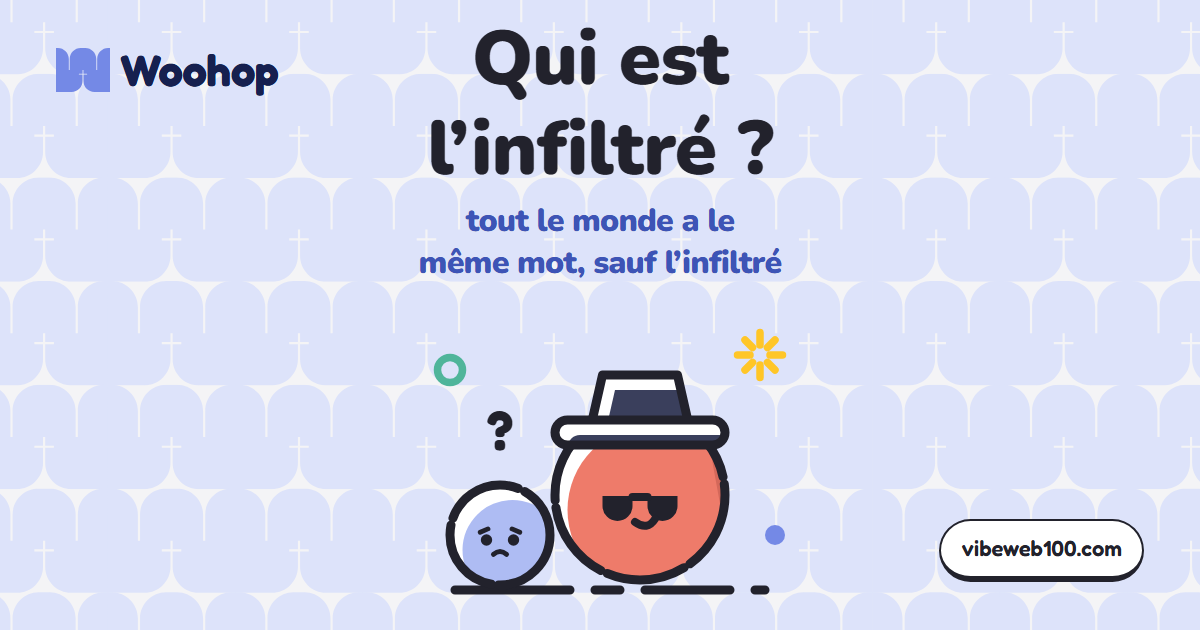 Woohop
Qui est
l’infiltré ?
tout le monde a le
même mot, sauf l’infiltré
?
vibeweb100.com